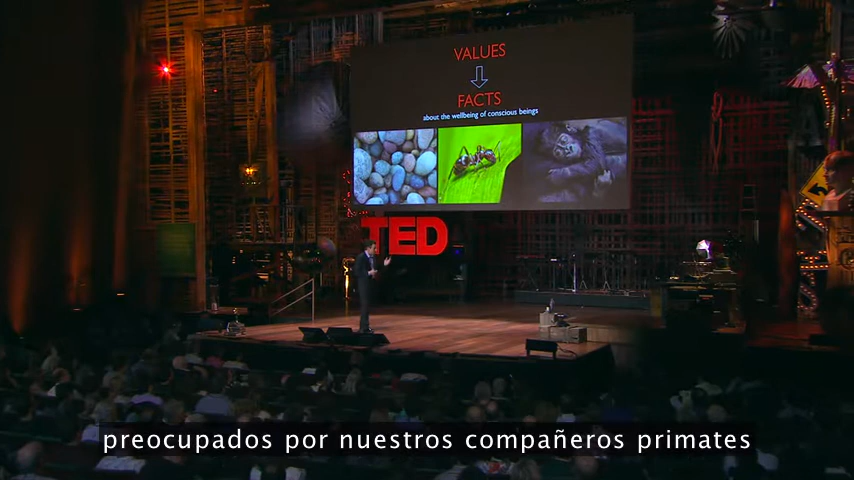 VALUES
FACTS
about the wellbeing of conscious beings
TED
preocupados por nuestros compañeros primates